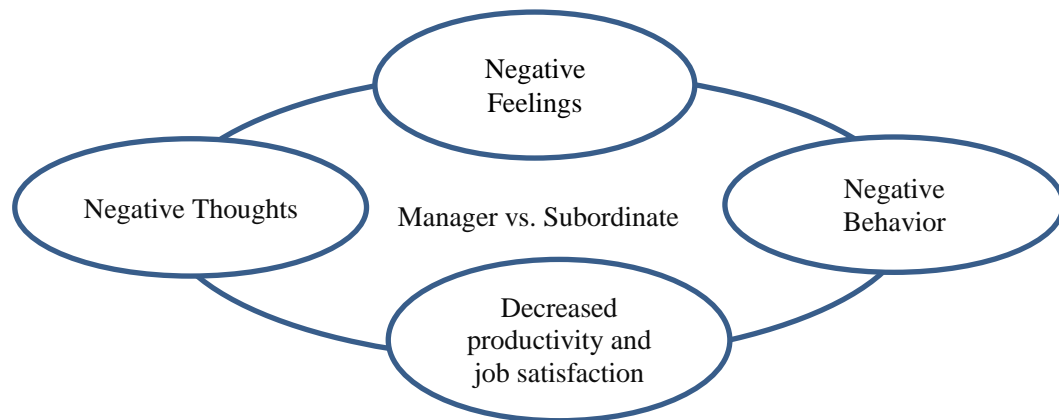 Negative
Feelings
Negative Thoughts
Manager vs. Subordinate
Negative
Behavior
Decreased
productivity and
job satisfaction